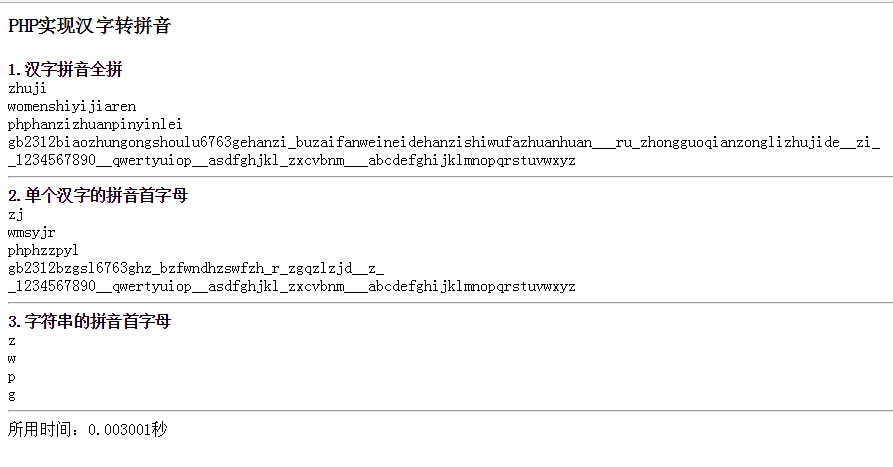 PHP实现汉字转拼音
1.汉字拼音全拼
zhuji
womenshiyijiaren
phphanzizhuanpinyinlei
gb2312biaozhungongshoulu6763gehanzi_buzaifanweineidehanzishiwufazhuanhuan___ru_zhongguoqianzonglizhujide__zi_
_1234567890__qwertyuiop__asdfghjkl_zxcvbnm___abcdefghijklmnopqrstuvwxyz
2.单个汉字的拼音首字母
zj
wmsyjr
phphzzpyl
gb2312bzgsl6763ghz_bzfwndhzswfzh_r_zgqzlzjd__z_
_1234567890__qwertyuiop__asdfghjkl_zxcvbnm___abcdefghijklmnopqrstuvwxyz
3.字符串的拼音首字母
z
w
p
g
所用时间：0.003001秒